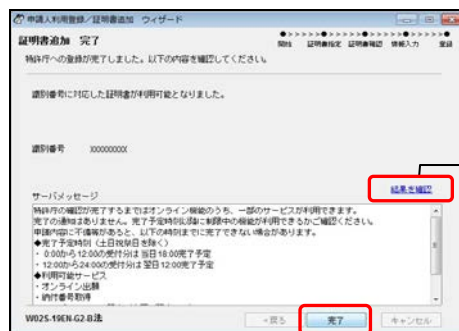 申請人利用登録/証明書追加 ウィザード
証明書追加 完了
開始 証明書指定 証明書確認 情報入力 登録
特許庁への登録が完了しました。以下の内容を確認してください。
識別番号に対応した証明書が利用可能となりました。
識別番号 XXXXXXXXX
結果を確認
サーバメッセージ
特許庁の確認が完了するまではオンライン機能のうち、一部のサービスが利用できます。
完了の通知はありません。完了予定時刻以降に制限中の機能が利用できるかご確認ください。
申請内容に不備等があると、以下の時刻までに完了できない場合があります。
◆完了予定時刻(土日祝祭日を除く)
・ 0:00から12:00の受付分は 当日18:00完了予定
・ 12:00から24:00の受付分は 翌日12:00完了予定
◆利用可能サービス
・オンライン出願
・納付番号取得
W02S-19EN-G2-B法
<戻る 完了 キャンセル